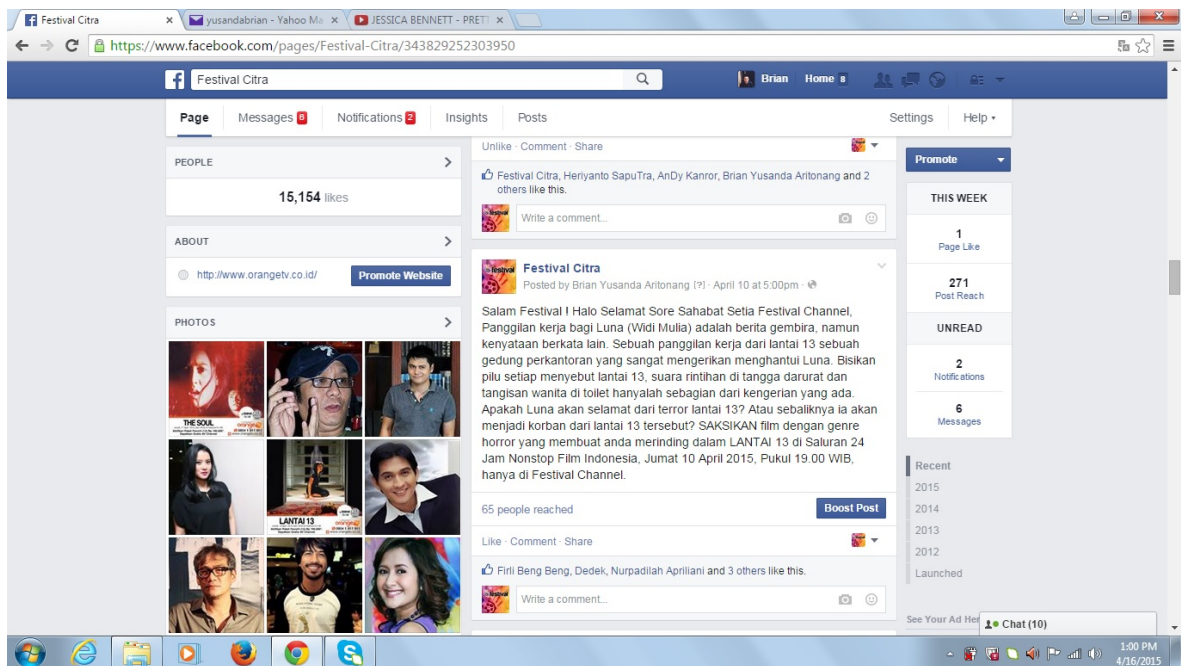 Festival Citra
yusandabrian - Yahoo Ma
JESSICA BENNETT - PRET
https://www.facebook.com/pages/Festival-Citra/343829252303950
Festival Citra
Brian Home 8
Page Messages 6 Notifications 2 Insights Posts Settings Help
PEOPLE
15,154 likes
ABOUT
http://www.orangetv.co.id/ Promote Website
PHOTOS
THE SOUL
LANTAI 13
Unlike · Comment · Share
Festival Citra, Heriyanto SapuTra, AnDy Kanror, Brian Yusanda Aritonang and 2
others like this.
Write a comment...
Festival Citra
Posted by Brian Yusanda Aritonang [?] · April 10 at 5:00pm ·
Salam Festival ! Halo Selamat Sore Sahabat Setia Festival Channel,
Panggilan kerja bagi Luna (Widi Mulia) adalah berita gembira, namun
kenyataan berkata lain. Sebuah panggilan kerja dari lantai 13 sebuah
gedung perkantoran yang sangat mengerikan menghantui Luna. Bisikan
pilu setiap menyebut lantai 13, suara rintihan di tangga darurat dan
tangisan wanita di toilet hanyalah sebagian dari kengerian yang ada.
Apakah Luna akan selamat dari terror lantai 13? Atau sebaliknya ia akan
menjadi korban dari lantai 13 tersebut? SAKSIKAN film dengan genre
horror yang membuat anda merinding dalam LANTAI 13 di Saluran 24
Jam Nonstop Film Indonesia, Jumat 10 April 2015, Pukul 19.00 WIB,
hanya di Festival Channel.
65 people reached Boost Post
Like · Comment · Share
Firli Beng Beng, Dedek, Nurpadilah Apriliani and 3 others like this.
Write a comment...
Promote
THIS WEEK
1
Page Like
271
Post Reach
UNREAD
2
Notifications
6
Messages
Recent
2015
2014
2013
2012
Launched
See Your Ad Her
Chat (10)
1:00 PM
4/16/2015